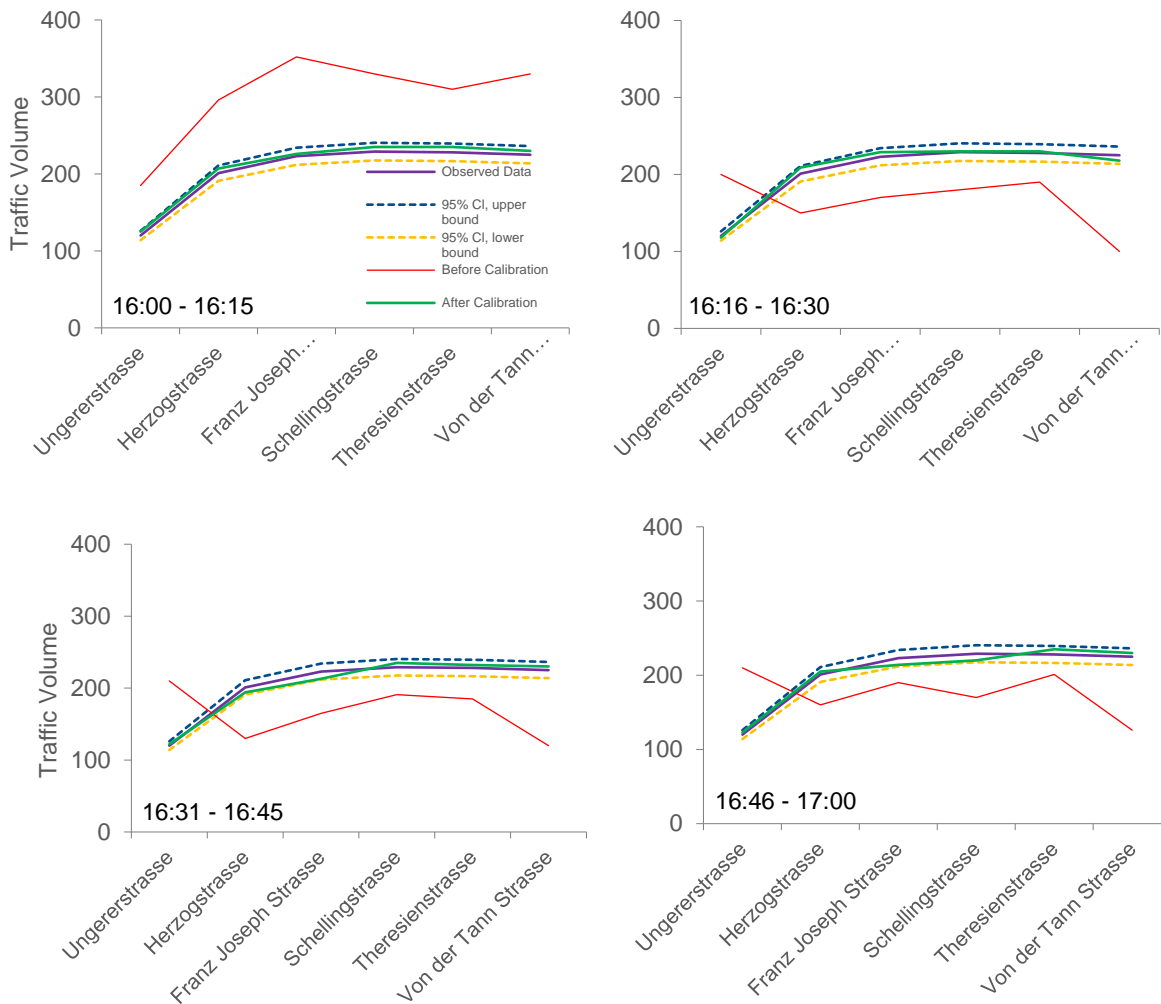 400
300
200
100
0
Traffic Volume
Observed Data
95% CI, upper
bound
95% CI, lower
bound
Before Calibration
After Calibration
16:00 - 16:15
Ungererstrasse
Herzogstrasse
Franz Joseph...
Schellingstrasse
Theresienstrasse
Von der Tann...
400
300
200
100
0
16:16 - 16:30
Ungererstrasse
Herzogstrasse
Franz Joseph...
Schellingstrasse
Theresienstrasse
Von der Tann...
400
300
200
100
0
Traffic Volume
16:31 - 16:45
Ungererstrasse
Herzogstrasse
Franz Joseph Strasse
Schellingstrasse
Theresienstrasse
Von der Tann Strasse
400
300
200
100
0
16:46 - 17:00
Ungererstrasse
Herzogstrasse
Franz Joseph Strasse
Schellingstrasse
Theresienstrasse
Von der Tann Strasse